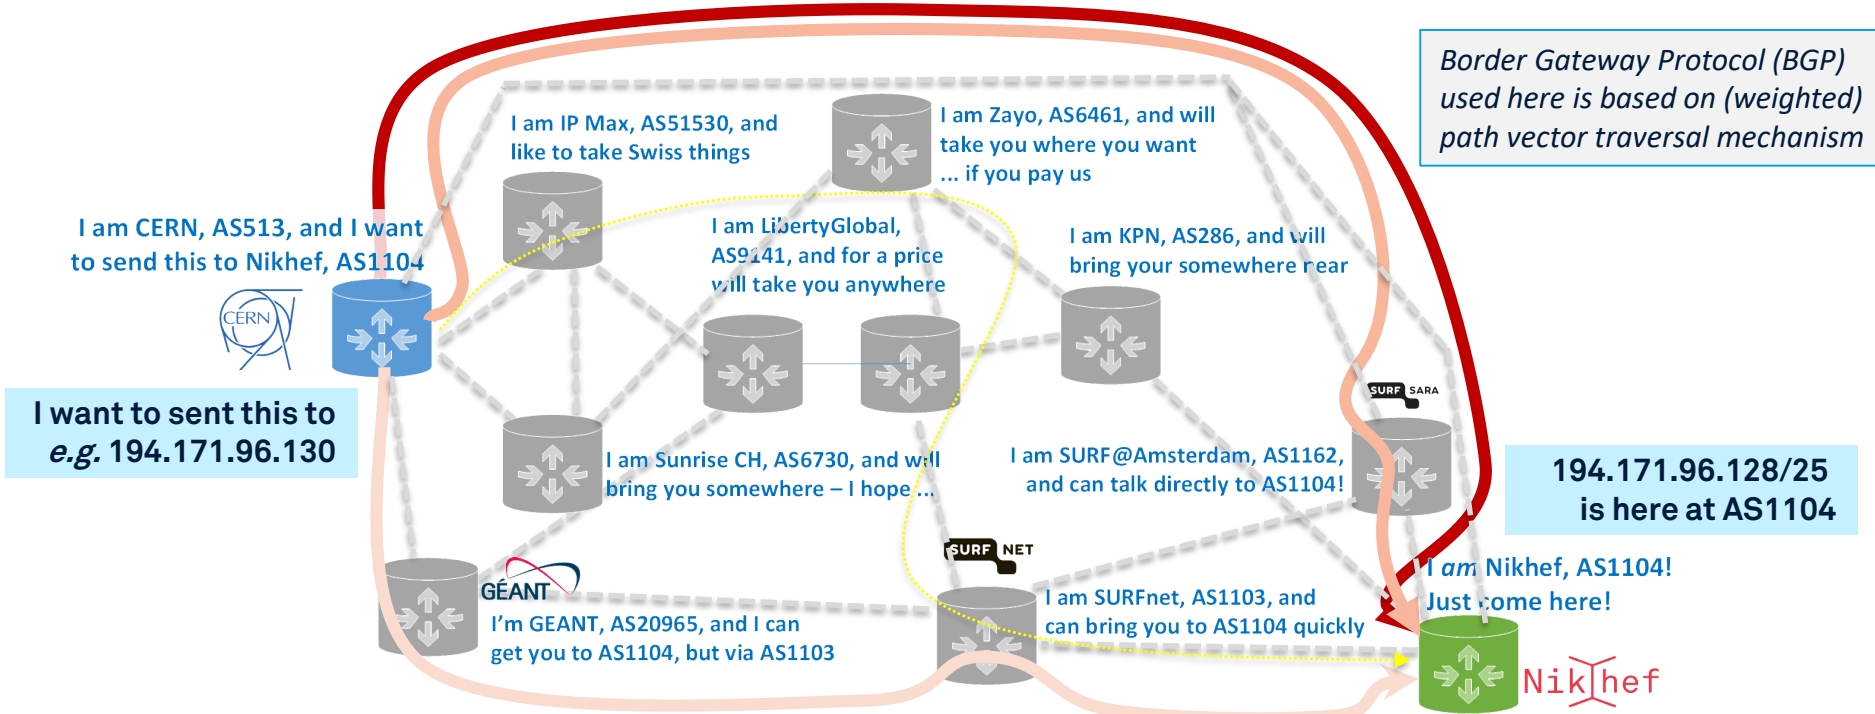 Border Gateway Protocol (BGP)
used here is based on (weighted)
path vector traversal mechanism
I am IP Max, AS51530, and
like to take Swiss things
I am Zayo, AS6461, and will
take you where you want
... if you pay us
I am CERN, AS513, and I want
to send this to Nikhef, AS1104
I am LibertyGlobal,
AS9141, and for a price
will take you anywhere
I am KPN, AS286, and will
bring your somewhere near
CERN
I want to sent this to
e.g. 194.171.96.130
SURF SARA
I am Sunrise CH, AS6730, and will
bring you somewhere – I hope ...
I am SURF@Amsterdam, AS1162,
and can talk directly to AS1104!
194.171.96.128/25
is here at AS1104
SURF NET
GÉANT
I am Nikhef, AS1104!
Just come here!
I'm GEANT, AS20965, and I can
get you to AS1104, but via AS1103
I am SURFnet, AS1103, and
can bring you to AS1104 quickly
Nikhef